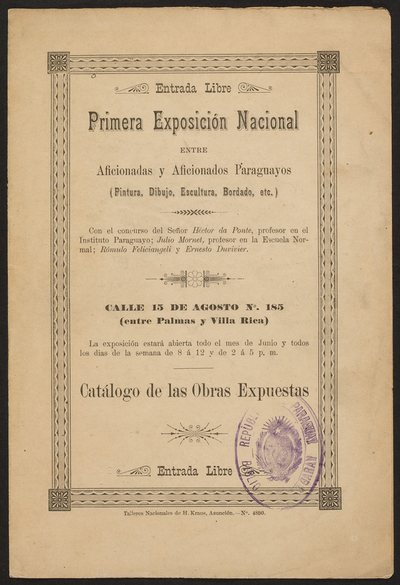 Entrada Libre
Primera Exposición Nacional
ENTRE
Aficionadas y Aficionados Paraguayos
(Pintura, Dibujo, Escultura, Bordado, etc.)
Con el concurso del Señor Héctor da Ponte, profesor en el
Instituto Paraguayo; Julio Mornet, profesor en la Escuela Nor-
mal; Rómulo Feliciangeli y Ernesto Duvivier.
CALLE 15 DE AGOSTO Nº. 185
(entre Palmas y Villa Rica)
La exposición estará abierta todo el mes de Junio y todos
los dias de la semana de 8 á 12 y de 2 á 5 p. m.
Catálogo de las Obras Expuestas
Entrada Libre
Talleres Nacionales de H. Kraus, Asunción.—Nº. 4890.